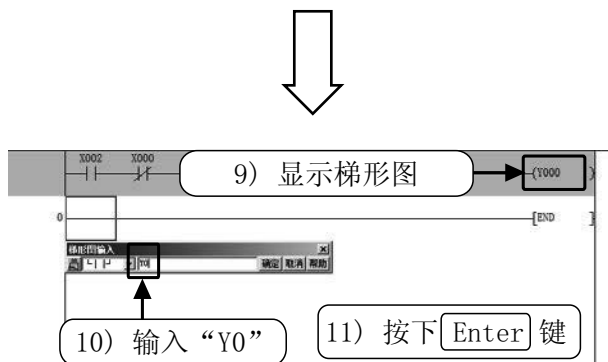 X002 X000
9) 显示梯形图
(Y000 )
0
[END ]
梯形图输入
Y0 确定 取消 帮助
10) 输入“Y0”
11) 按下 Enter 键